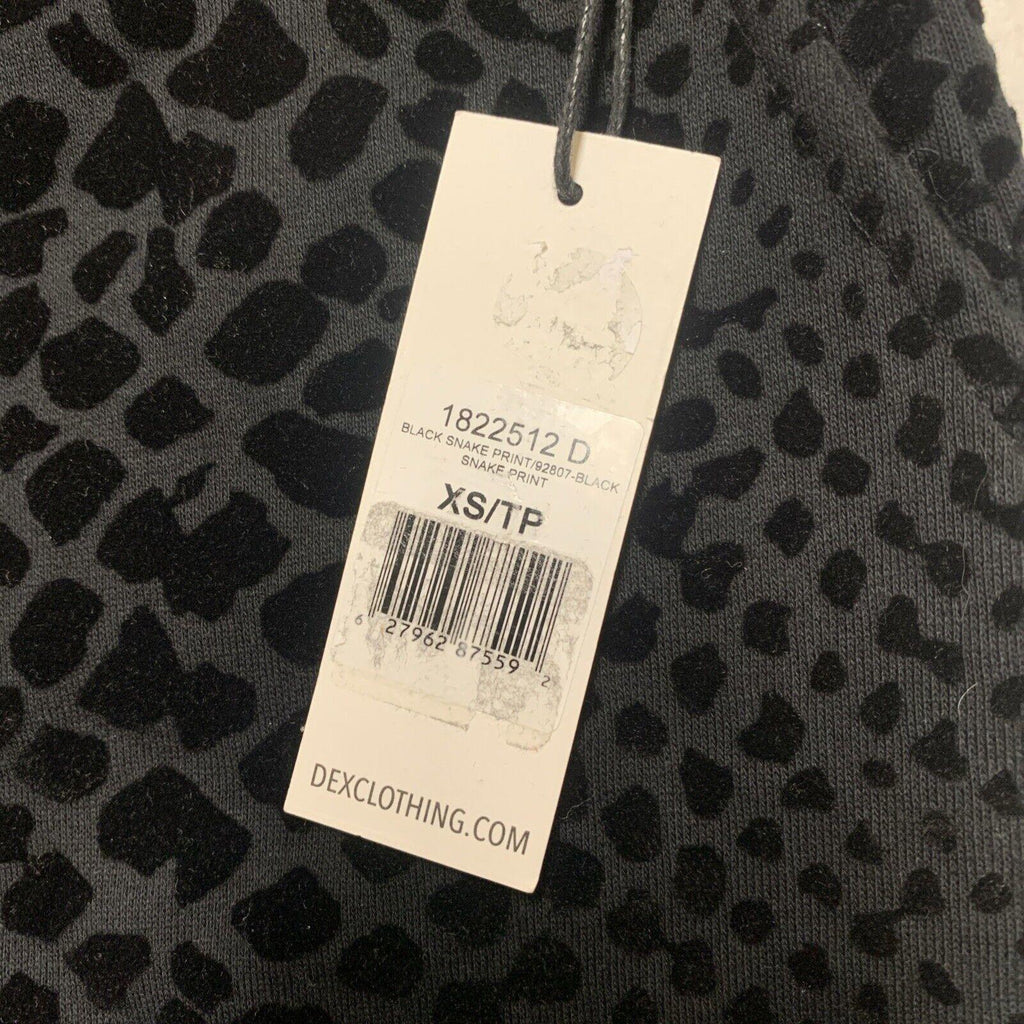 1822512 D
BLACK SNAKE PRINT/92807-BLACK
SNAKE PRINT
XS/TP
6 27962 87559 2
DEXCLOTHING.COM